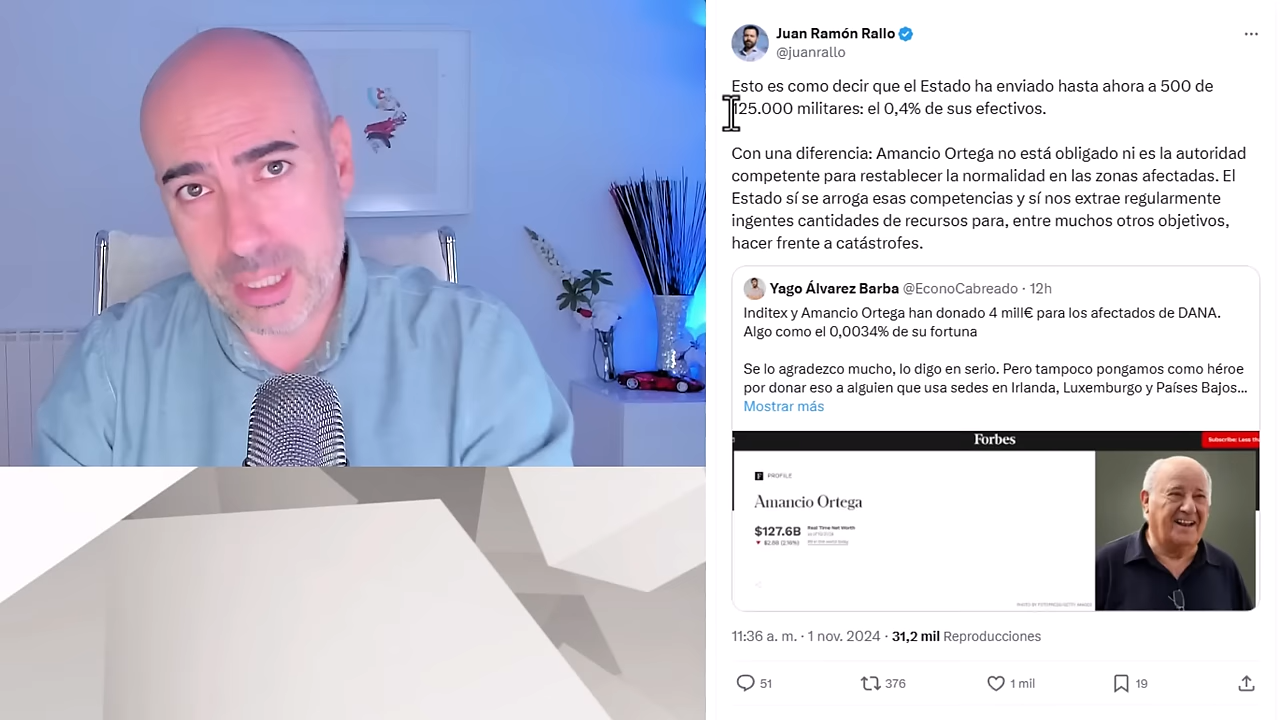 Juan Ramón Rallo
@juanrallo
Esto es como decir que el Estado ha enviado hasta ahora a 500 de
125.000 militares: el 0,4% de sus efectivos.
Con una diferencia: Amancio Ortega no está obligado ni es la autoridad
competente para restablecer la normalidad en las zonas afectadas. El
Estado sí se arroga esas competencias y sí nos extrae regularmente
ingentes cantidades de recursos para, entre muchos otros objetivos,
hacer frente a catástrofes.
Yago Álvarez Barba @EconoCabreado · 12h
Inditex y Amancio Ortega han donado 4 mill€ para los afectados de DANA.
Algo como el 0,0034% de su fortuna
Se lo agradezco mucho, lo digo en serio. Pero tampoco pongamos como héroe
por donar eso a alguien que usa sedes en Irlanda, Luxemburgo y Países Bajos...
Mostrar más
Forbes
PROFILE
Amancio Ortega
$127.6B Real Time Net Worth
11:36 a. m. · 1 nov. 2024 · 31,2 mil Reproducciones
51 376 1 mil 19